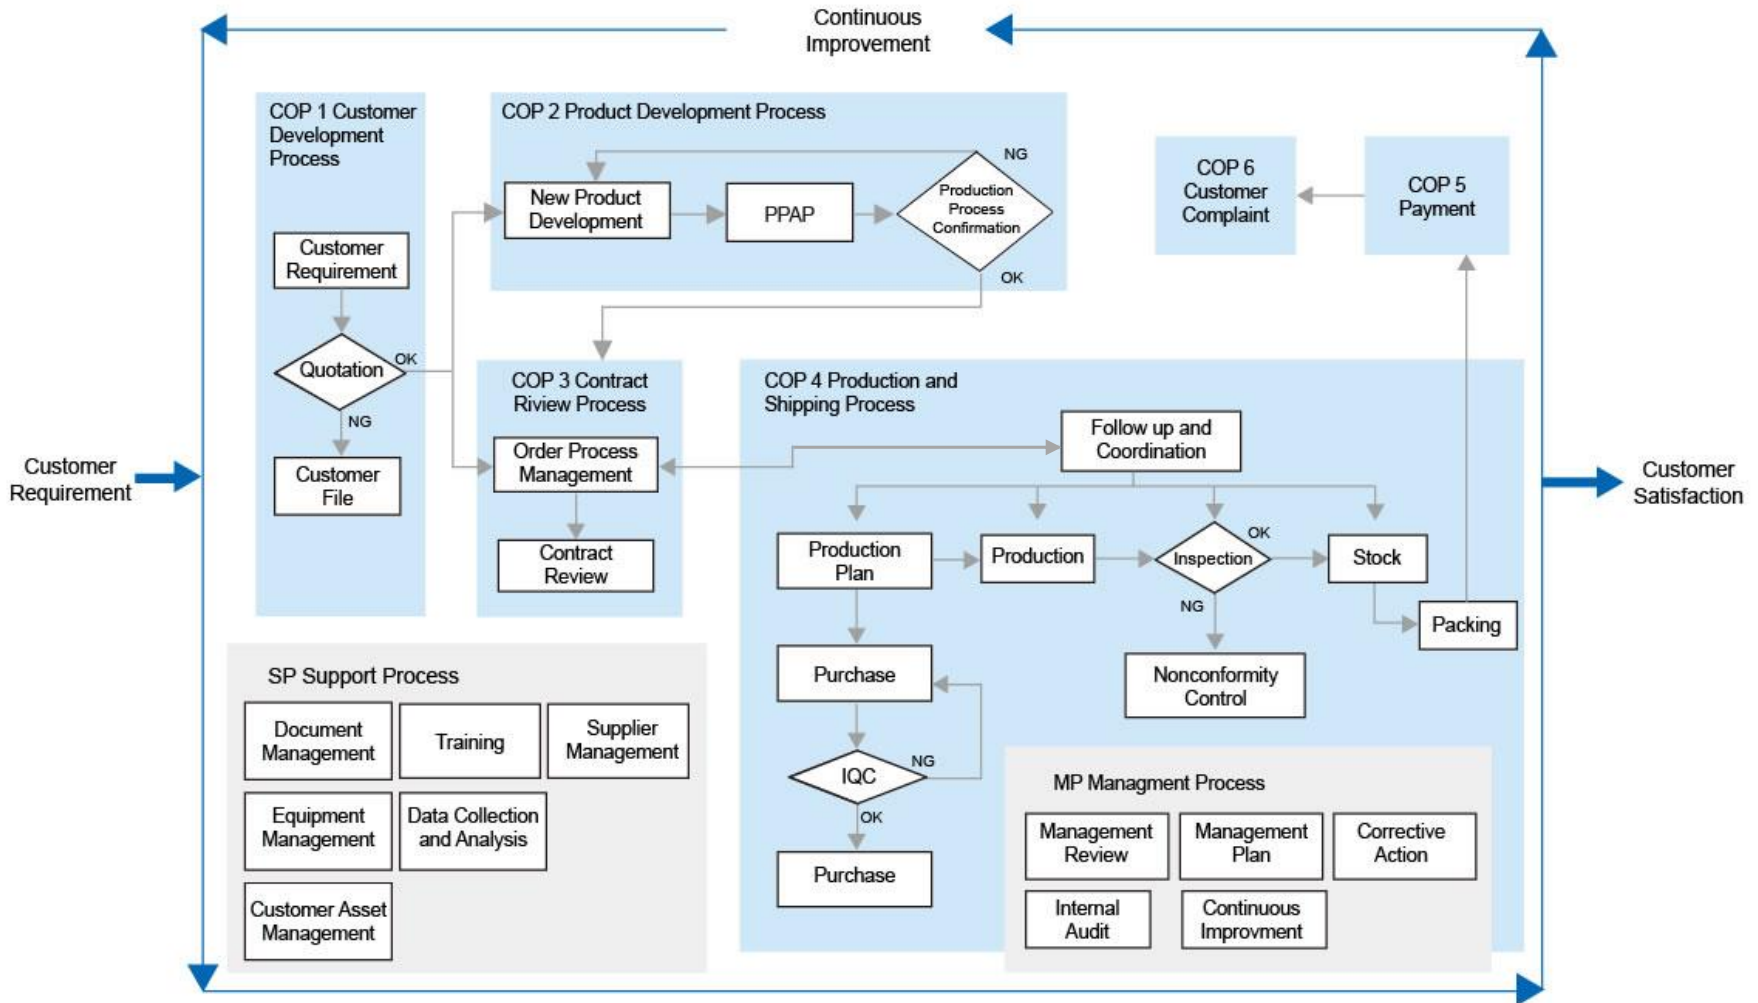 Continuous
Improvement
COP 1 Customer
Development
Process
Customer
Requirement
Quotation
OK
NG
Customer
File
COP 2 Product Development Process
NG
New Product
Development
PPAP
Production
Process
Confirmation
OK
COP 6
Customer
Complaint
COP 5
Payment
COP 3 Contract
Riview Process
Order Process
Management
Contract
Review
COP 4 Production and
Shipping Process
Follow up and
Coordination
Production
Plan
Production
Inspection
OK
NG
Stock
Packing
Nonconformity
Control
Purchase
IQC
NG
OK
Purchase
Customer
Requirement
Customer
Satisfaction
SP Support Process
Document
Management
Training
Supplier
Management
Equipment
Management
Data Collection
and Analysis
Customer Asset
Management
MP Managment Process
Management
Review
Management
Plan
Corrective
Action
Internal
Audit
Continuous
Improvment